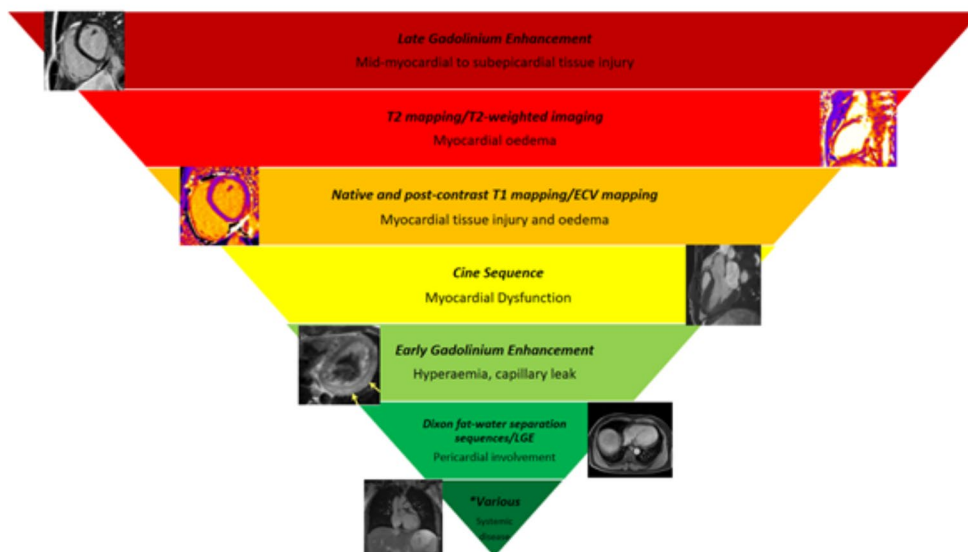 Late Gadolinium Enhancement
Mid-myocardial to subepicardial tissue injury
T2 mapping/T2-weighted imaging
Myocardial oedema
Native and post-contrast T1 mapping/ECV mapping
Myocardial tissue injury and oedema
Cine Sequence
Myocardial Dysfunction
Early Gadolinium Enhancement
Hyperaemia, capillary leak
Dixon fat-water separation
sequences/LGE
Pericardial involvement
*Various
Systemic
disease